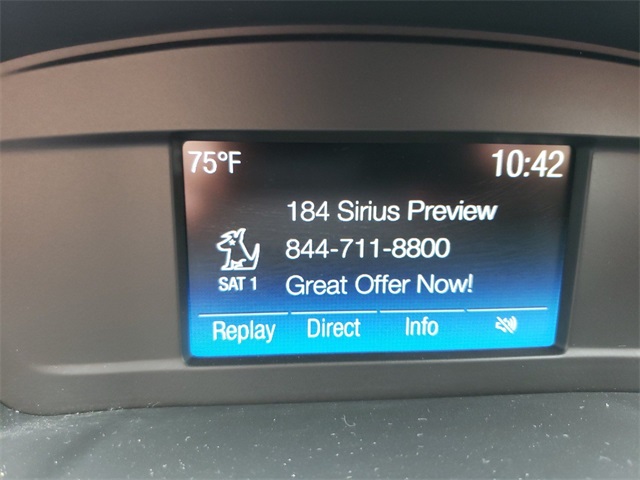 75°F
10:42
184 Sirius Preview
844-711-8800
SAT 1
Great Offer Now!
Replay
Direct
Info